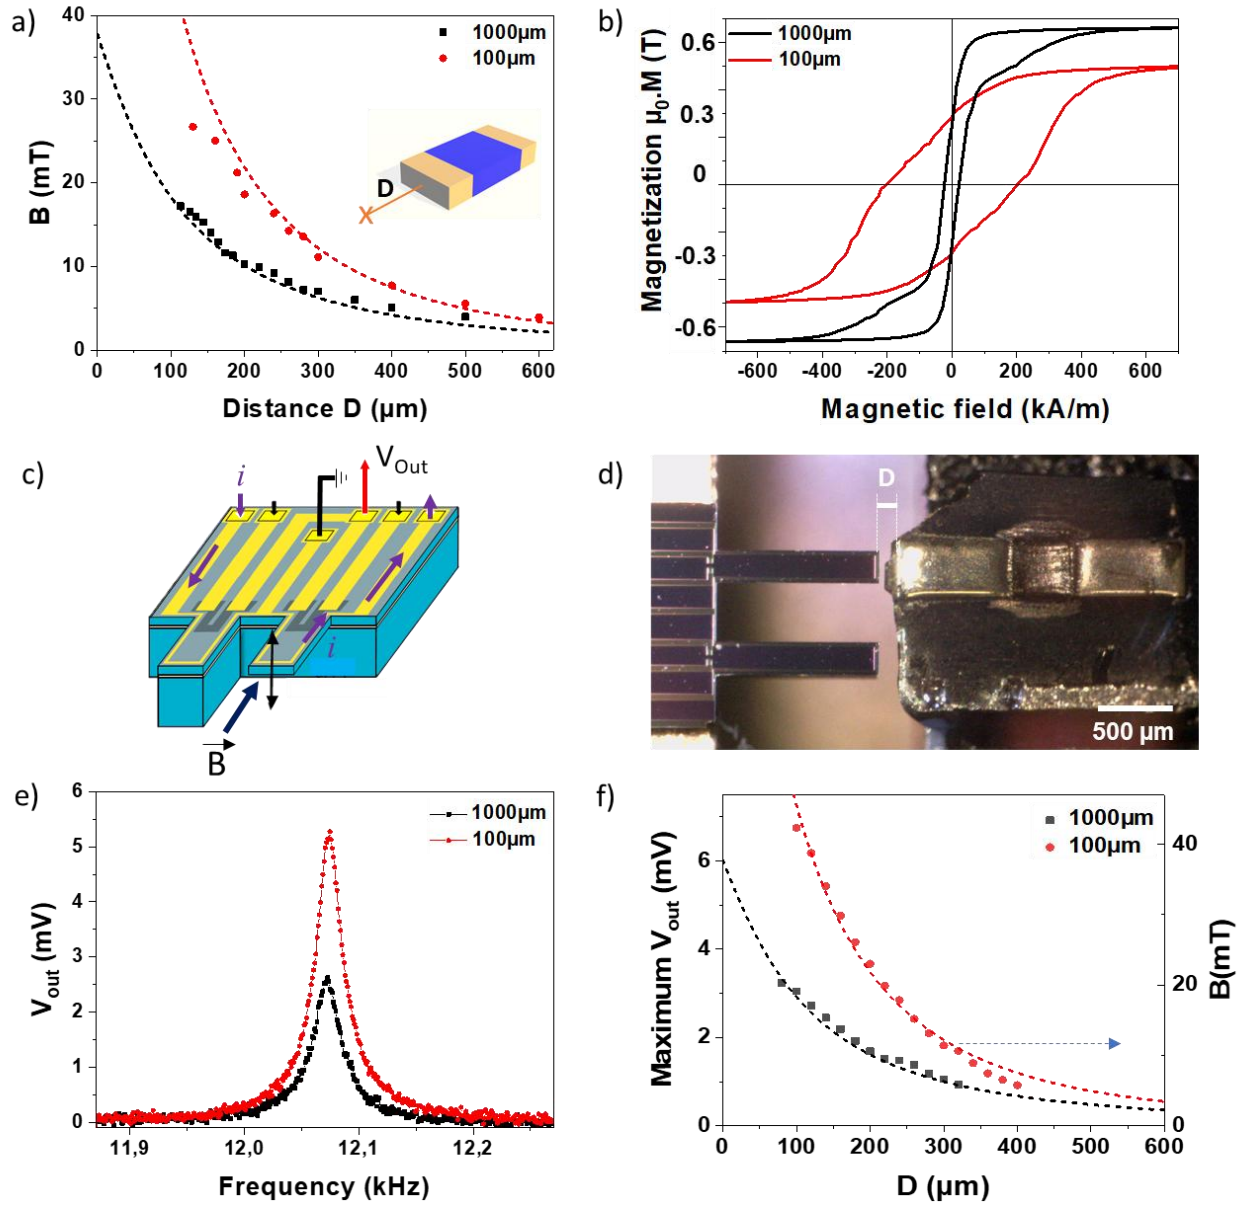 a)
40
30
20
10
0
B (mT)
1000µm
100µm
D
X
0 100 200 300 400 500 600
Distance D (µm)
b)
0.6
0.3
0
-0.3
-0.6
Magnetization µ0.M (T)
1000µm
100µm
-600 -400 -200 0 200 400 600
Magnetic field (kA/m)
c)
i
VOut
i
B
d)
D
500 µm
e)
6
5
4
3
2
1
0
Vout (mV)
1000µm
100µm
11,9 12,0 12,1 12,2
Frequency (kHz)
f)
6
4
2
0
Maximum Vout (mV)
1000µm
100µm
40
20
0
B(mT)
0 100 200 300 400 500 600
D (µm)